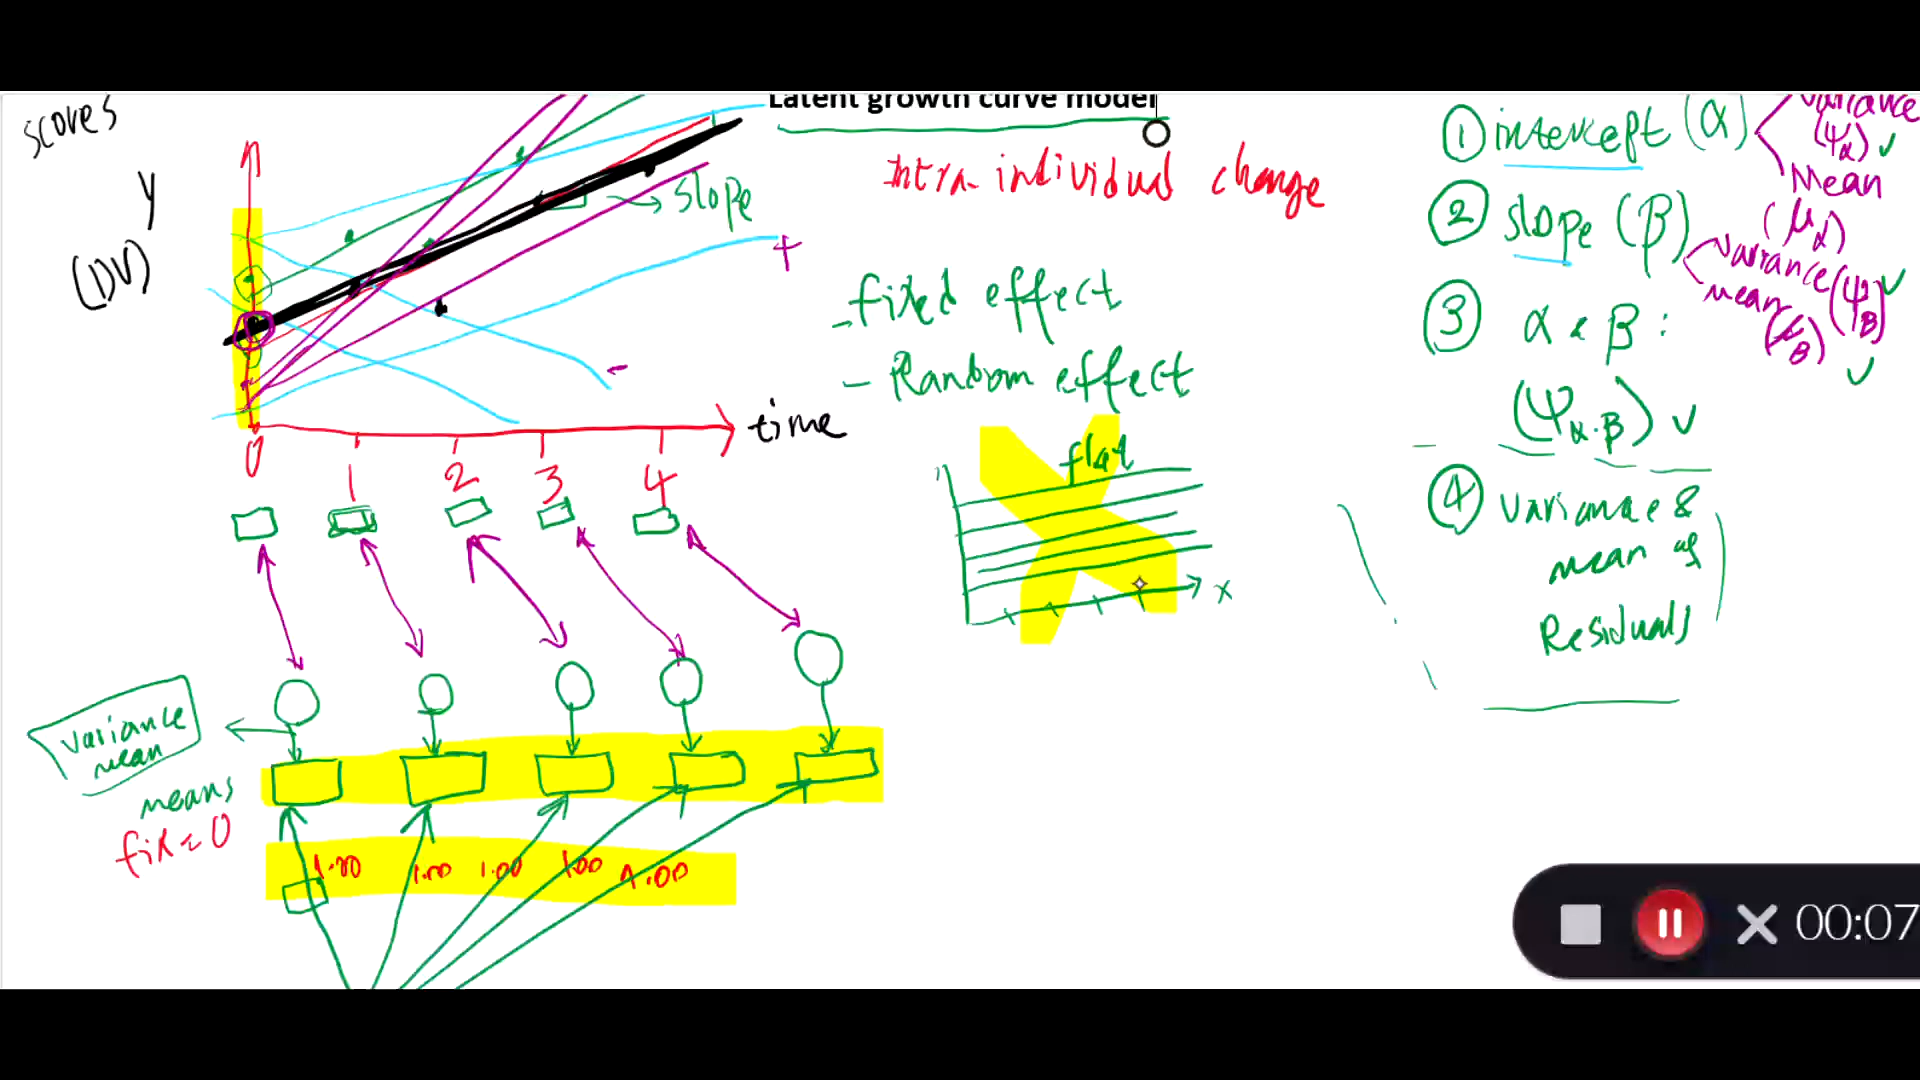 Latent growth curve model
scores
y
(DV)
slope
Intra-individual change
+
-
- fixed effect
- Random effect
time
0 1 2 3 4
flat
x
variance
mean
means
fix = 0
1.00 1.00 1.00 1.00 1.00
① intercept (α)
variance
(ψα) ✓
Mean
(μα)
② slope (β)
variance (ψβ) ✓
mean
✓
③ α & β :
(ψα.β) ✓
④ variance &
mean of
Residuals
00:07